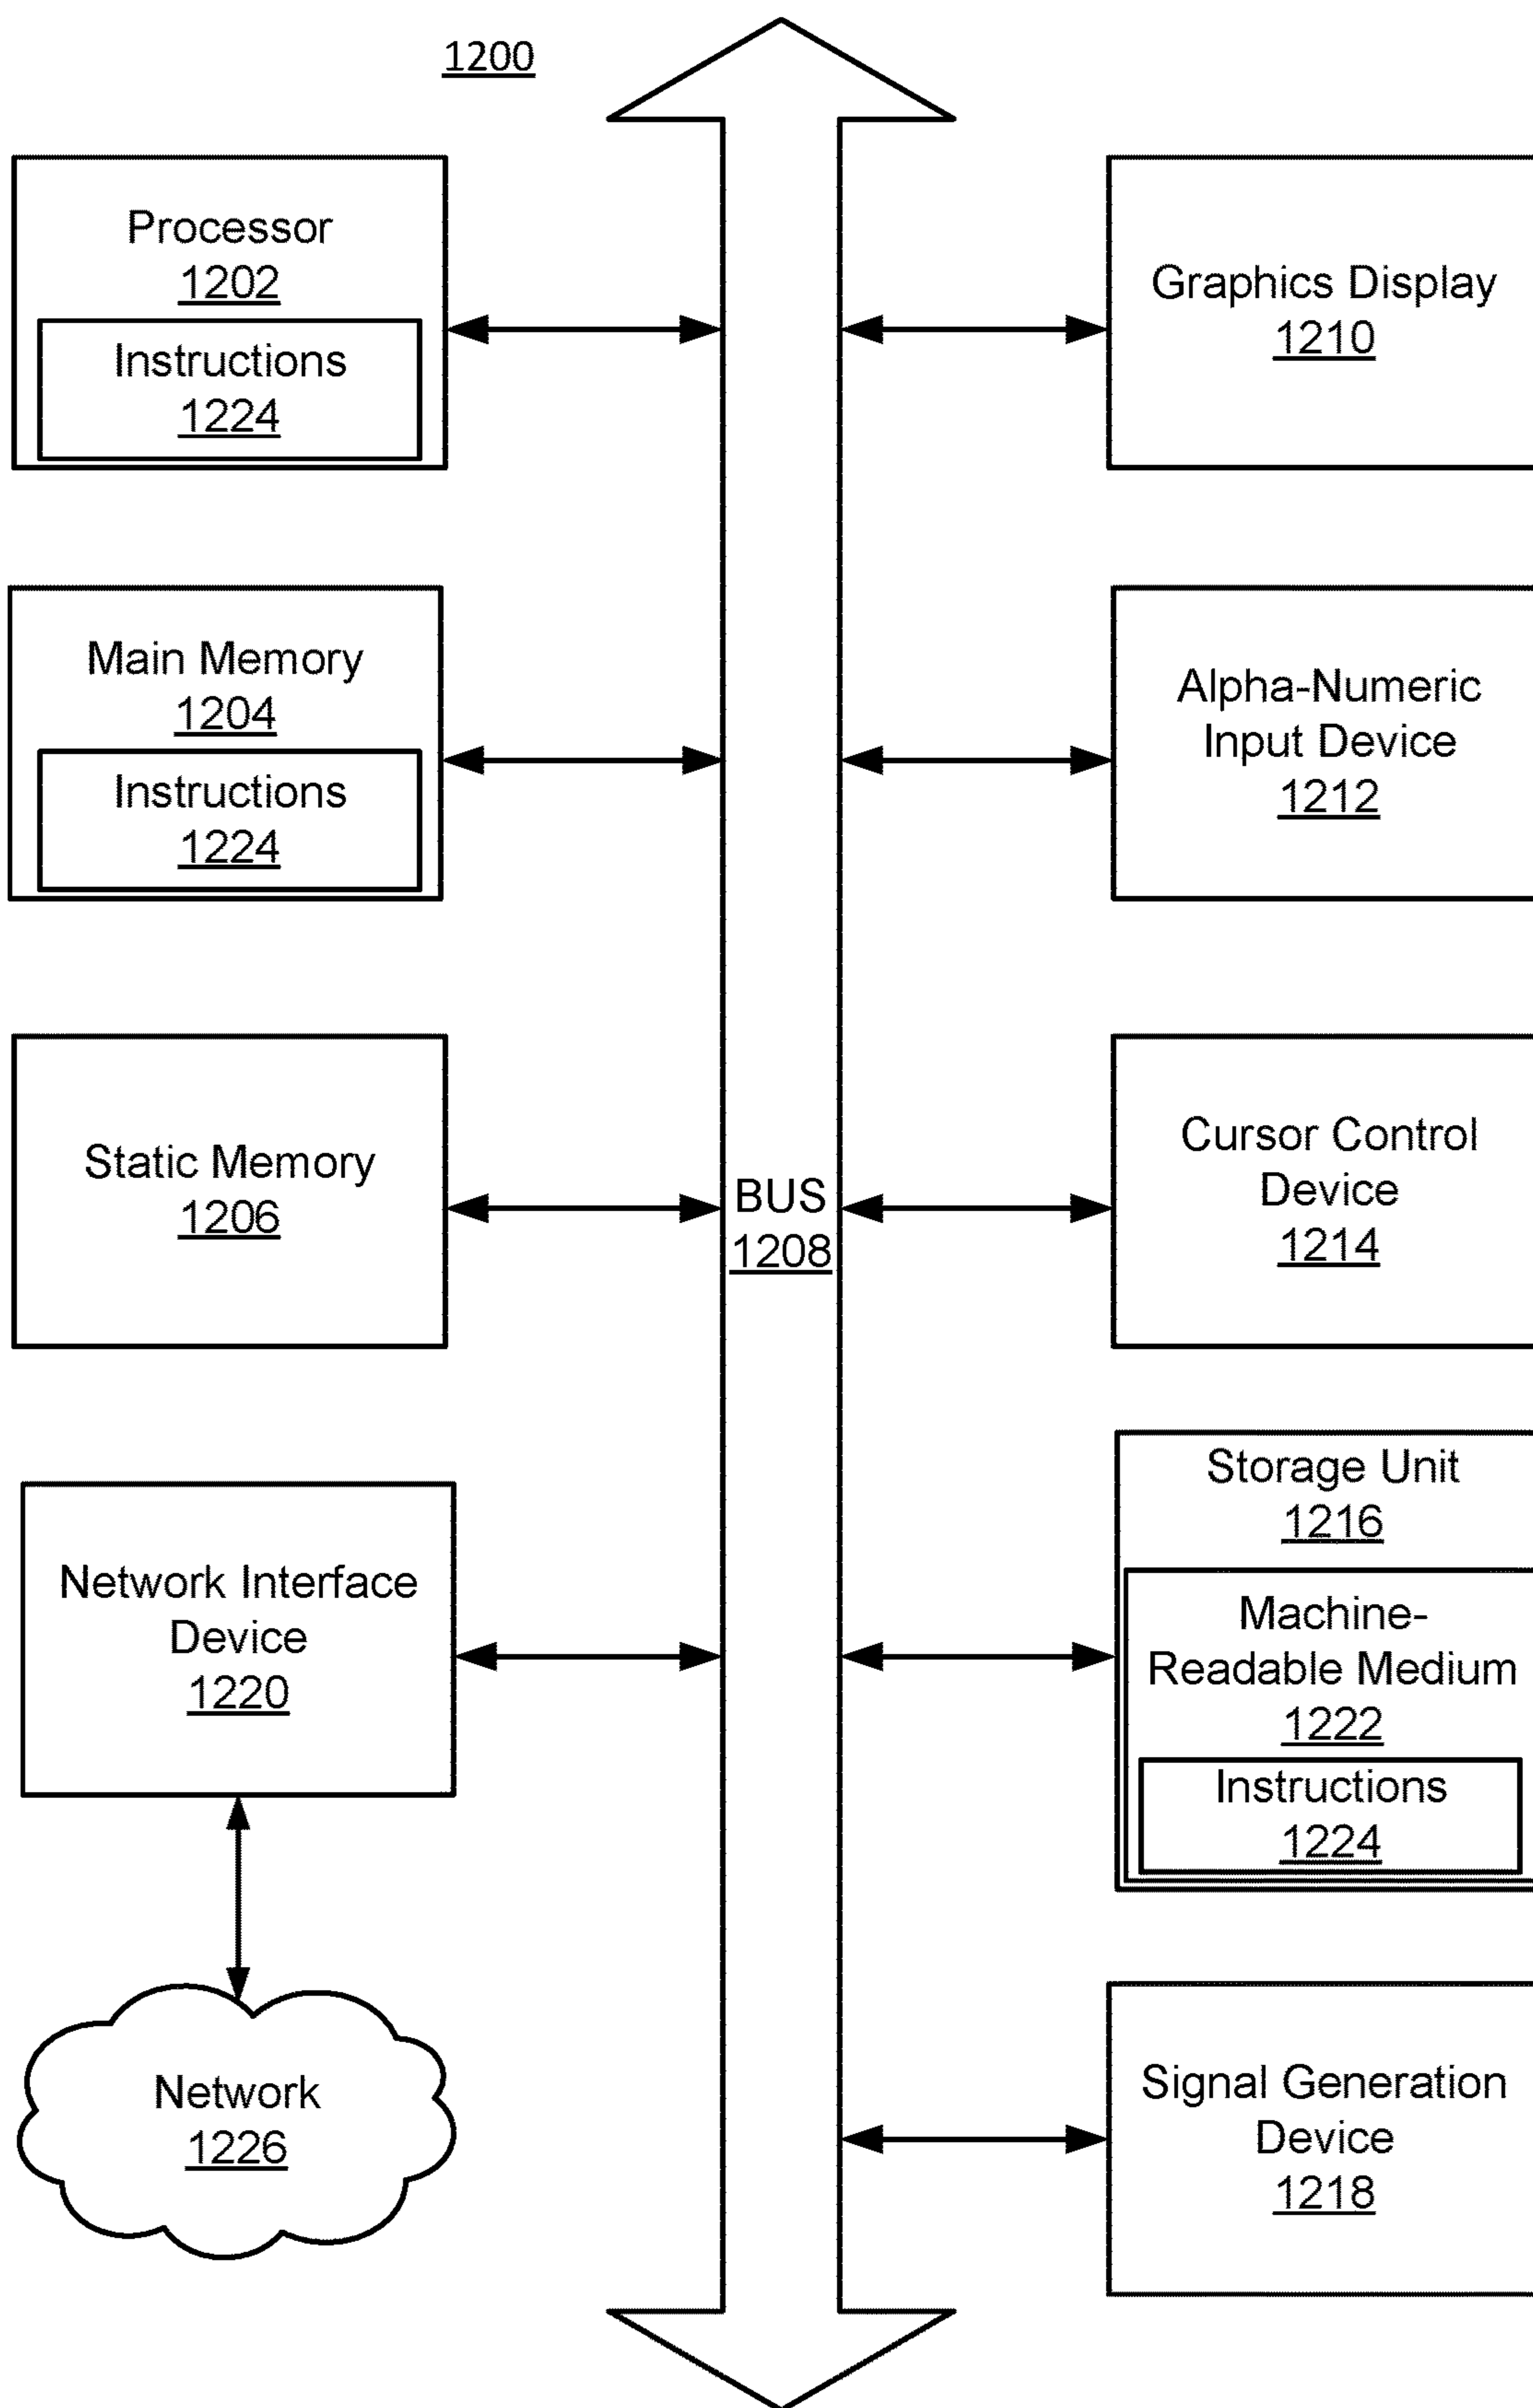 1200
Processor
1202
Instructions
1224
Main Memory
1204
Instructions
1224
Static Memory
1206
Network Interface
Device
1220
Network
1226
BUS
1208
Graphics Display
1210
Alpha-Numeric
Input Device
1212
Cursor Control
Device
1214
Storage Unit
1216
Machine-
Readable Medium
1222
Instructions
1224
Signal Generation
Device
1218